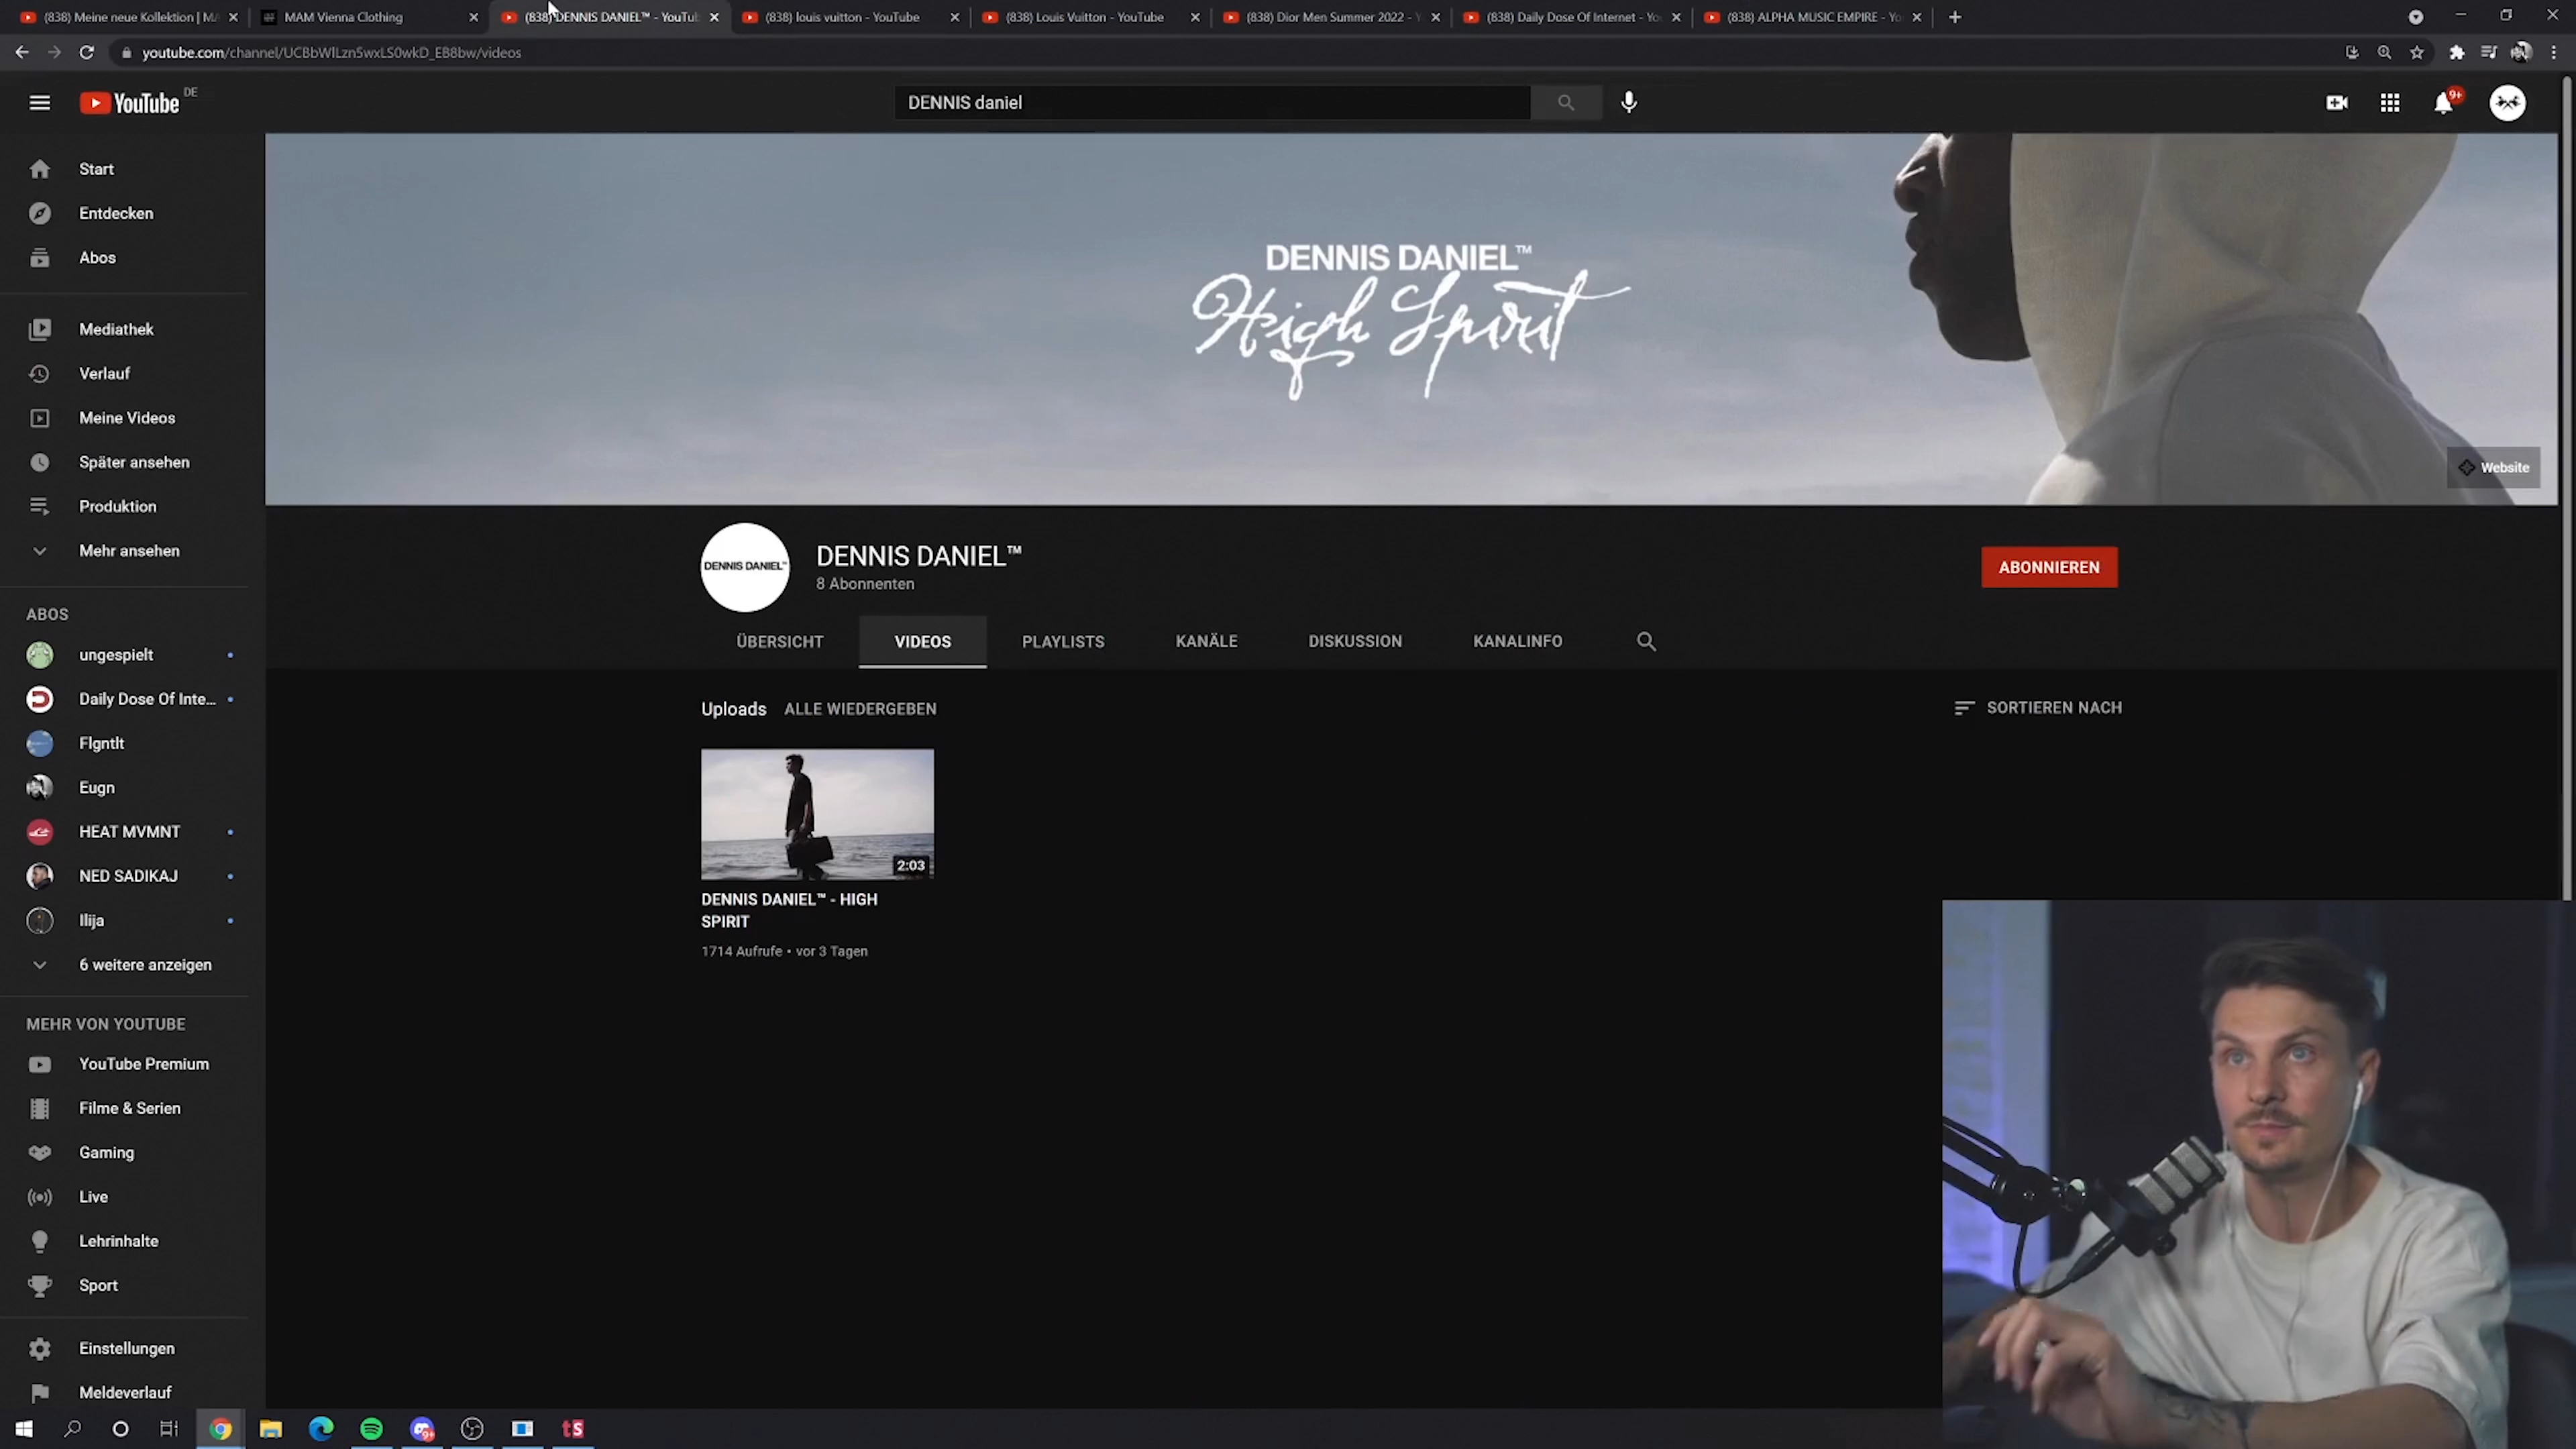 (838) Meine neue Kollektion | MA
MAM Vienna Clothing
(838) DENNIS DANIEL™ - YouTu
(838) louis vuitton - YouTube
(838) Louis Vuitton - YouTube
(838) Dior Men Summer 2022 - Y
(838) Daily Dose Of Internet - Yo
(838) ALPHA MUSIC EMPIRE - Yo
youtube.com/channel/UCBbWlLzn5wxLS0wkD_EB8bw/videos
YouTube DE
DENNIS daniel
9+
Start
Entdecken
Abos
Mediathek
Verlauf
Meine Videos
Später ansehen
Produktion
Mehr ansehen
ABOS
ungespielt
Daily Dose Of Inte...
Flgntlt
Eugn
HEAT MVMNT
NED SADIKAJ
Ilija
6 weitere anzeigen
MEHR VON YOUTUBE
YouTube Premium
Filme & Serien
Gaming
Live
Lehrinhalte
Sport
Einstellungen
Meldeverlauf
DENNIS DANIEL™
High Spirit
Website
DENNIS DANIEL™
DENNIS DANIEL™
8 Abonnenten
ABONNIEREN
ÜBERSICHT
VIDEOS
PLAYLISTS
KANÄLE
DISKUSSION
KANALINFO
Uploads
ALLE WIEDERGEBEN
SORTIEREN NACH
2:03
DENNIS DANIEL™ - HIGH
SPIRIT
1714 Aufrufe • vor 3 Tagen
9+
tS